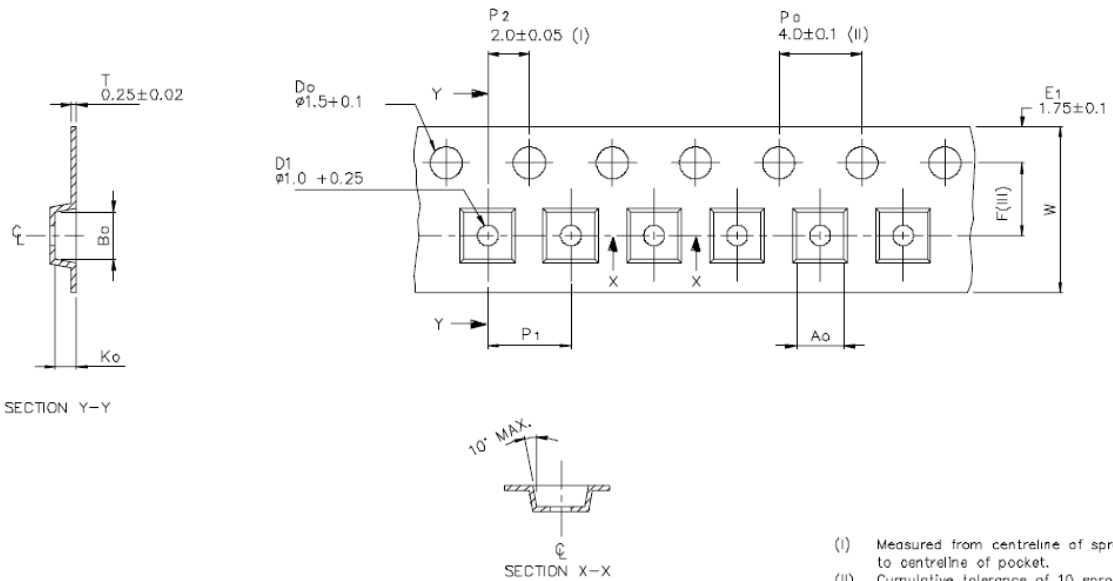 P2
2.0±0.05 (I)
Po
4.0±0.1 (II)
T
0.25±0.02
Do
ø1.5+0.1
Y
E1
1.75±0.1
D1
ø1.0 +0.25
F(III)
W
Bo
℄
X
X
Y
P1
Ao
Ko
SECTION Y-Y
10° MAX.
℄
SECTION X-X
(I) Measured from centreline of spr
to centreline of pocket.
(II) Cumulative tolerance of 10 spro